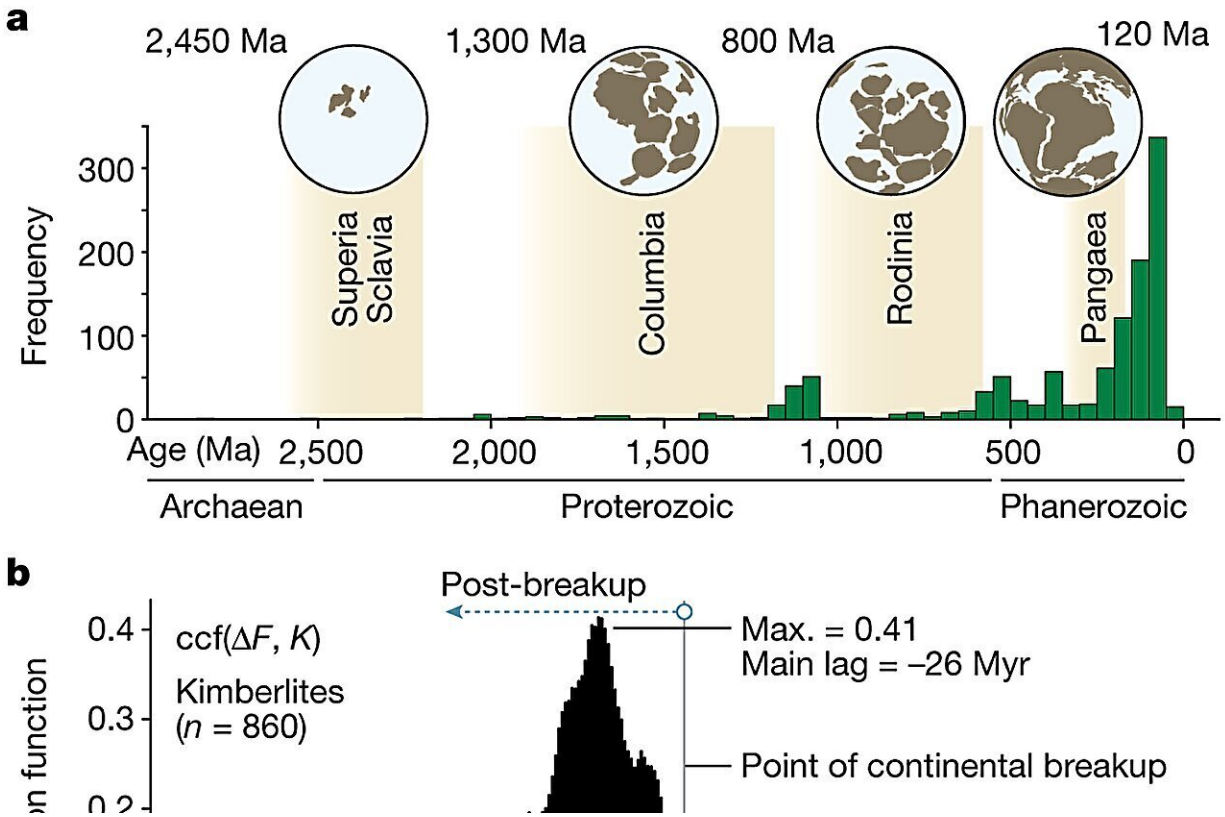 a
2,450 Ma
1,300 Ma
800 Ma
120 Ma
Frequency
300
200
100
0
Superia
Sclavia
Columbia
Rodinia
Pangaea
Age (Ma) 2,500 2,000 1,500 1,000 500 0
Archaean Proterozoic Phanerozoic
b
Post-breakup
on function
0.4
0.3
0.2
ccf(ΔF, K)
Kimberlites
(n = 860)
Max. = 0.41
Main lag = –26 Myr
Point of continental breakup